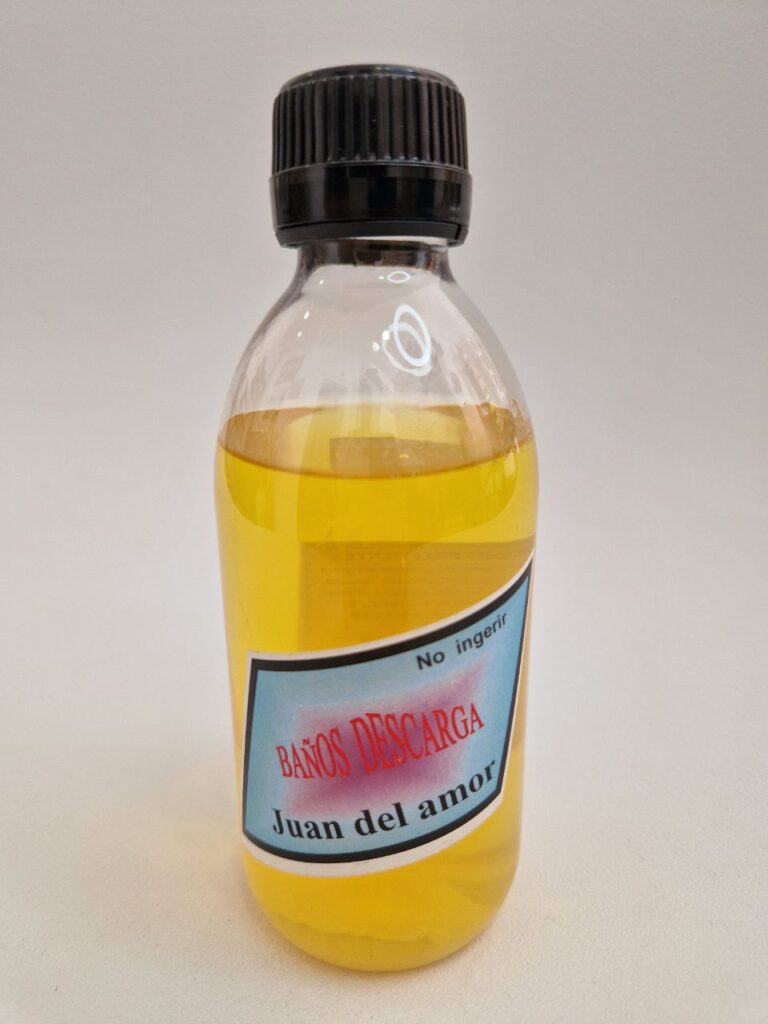 No ingerir
BAÑOS DESCARGA
Juan del amor